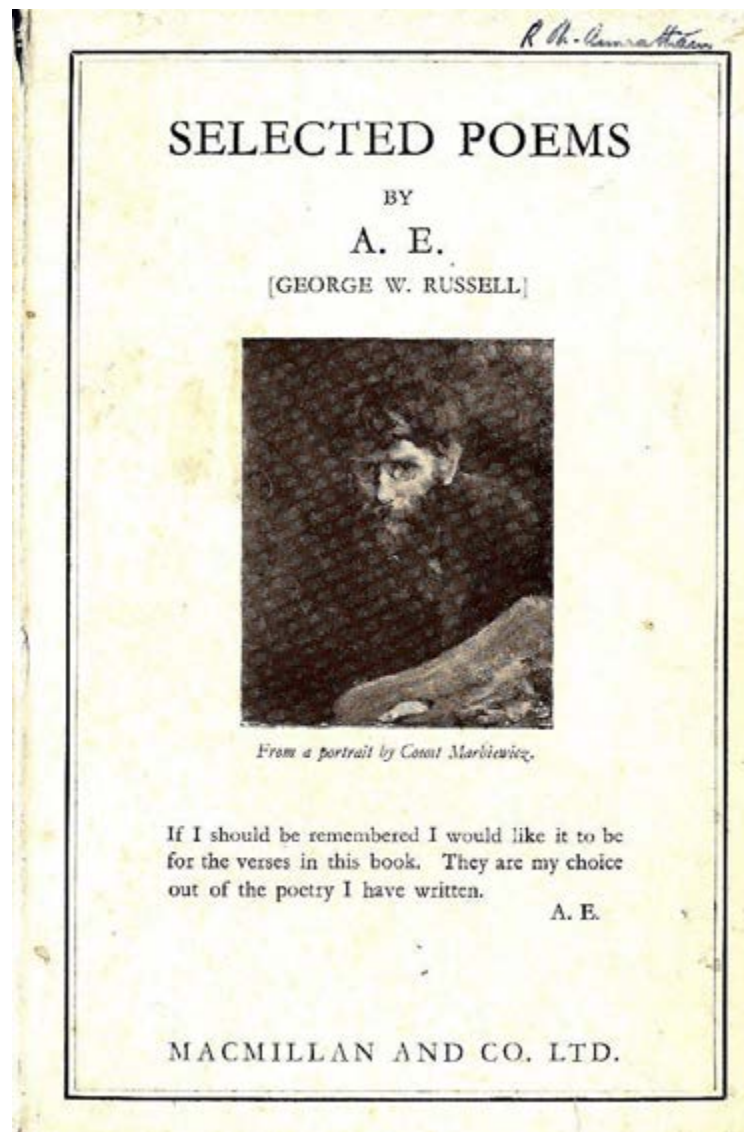 SELECTED POEMS
BY
A. E.
[GEORGE W. RUSSELL]
From a portrait by Count Markiewicz.
If I should be remembered I would like it to be
for the verses in this book. They are my choice
out of the poetry I have written.
A. E.
MACMILLAN AND CO. LTD.